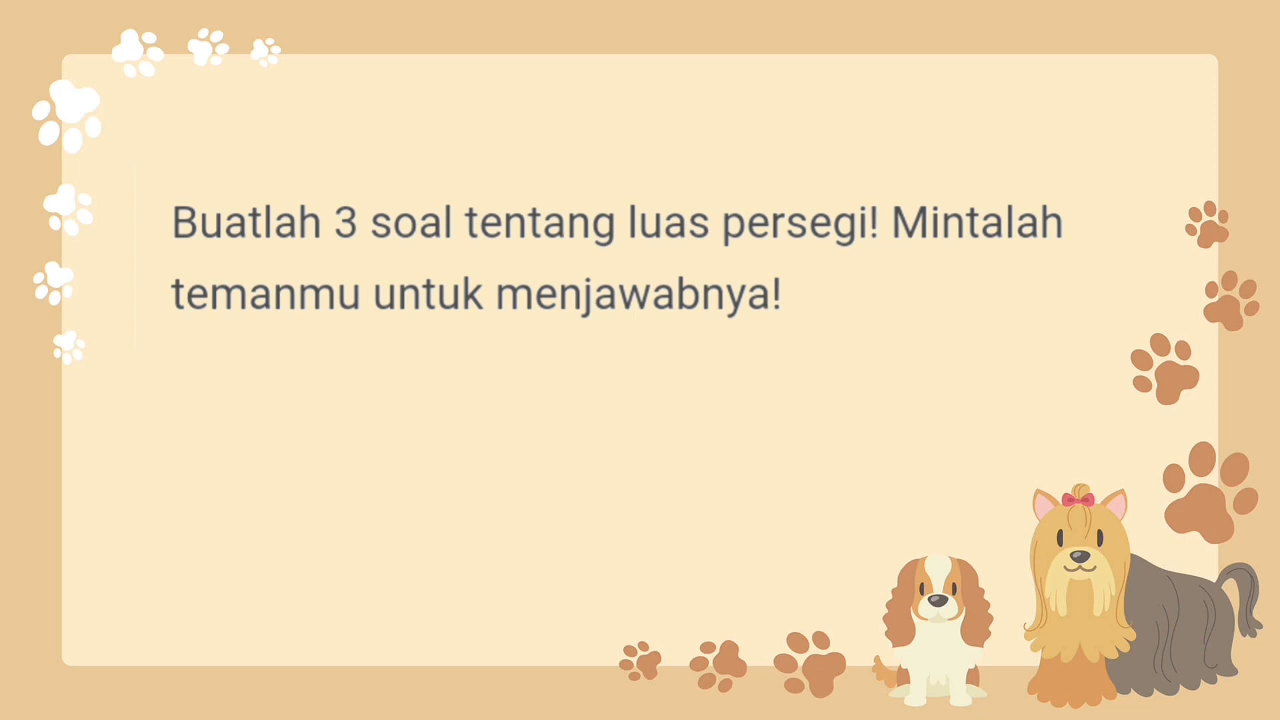 Buatlah 3 soal tentang luas persegi! Mintalah
temanmu untuk menjawabnya!